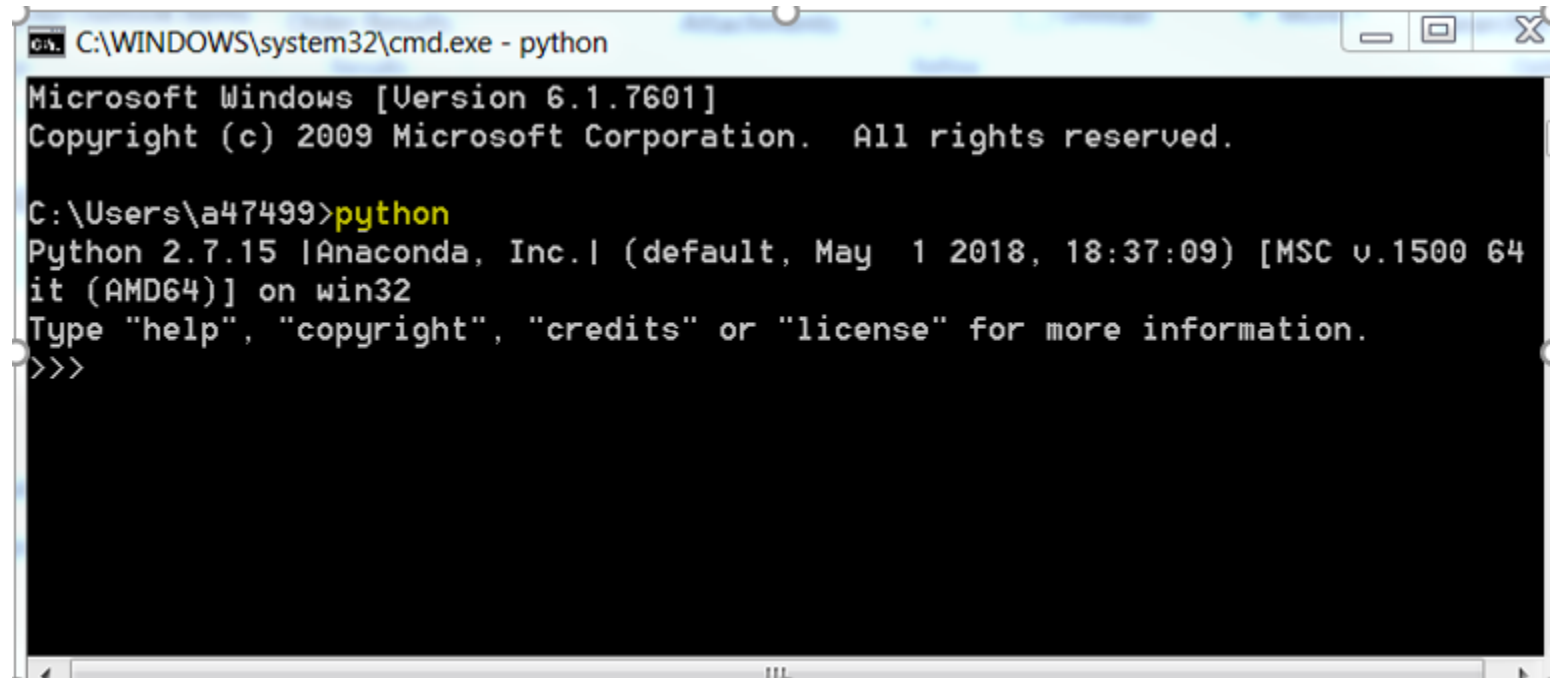 C:\WINDOWS\system32\cmd.exe - python
Microsoft Windows [Version 6.1.7601]
Copyright (c) 2009 Microsoft Corporation.  All rights reserved.
C:\Users\a47499>python
Python 2.7.15 |Anaconda, Inc.| (default, May  1 2018, 18:37:09) [MSC v.1500 64
it (AMD64)] on win32
Type "help", "copyright", "credits" or "license" for more information.
>>>